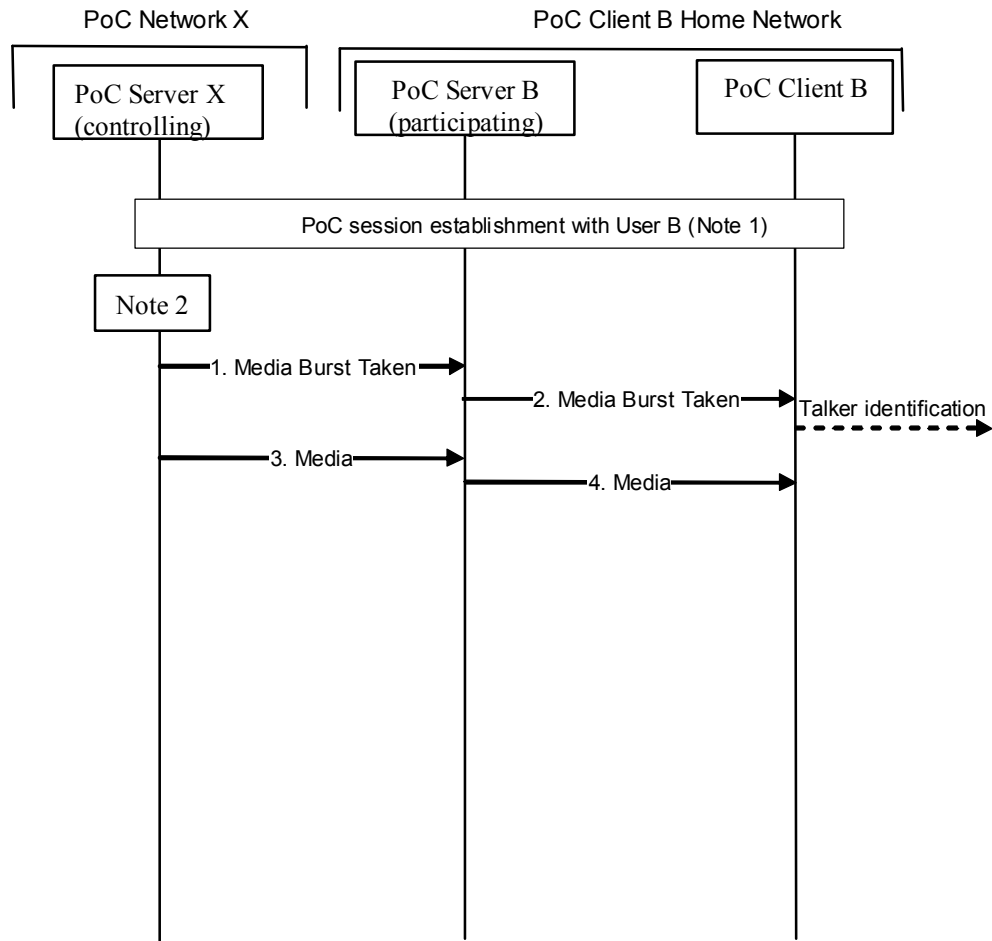 PoC Network X
PoC Client B Home Network
PoC Server X
(controlling)
PoC Server B
(participating)
PoC Client B
PoC session establishment with User B (Note 1)
Note 2
1. Media Burst Taken
2. Media Burst Taken
Talker identification
3. Media
4. Media